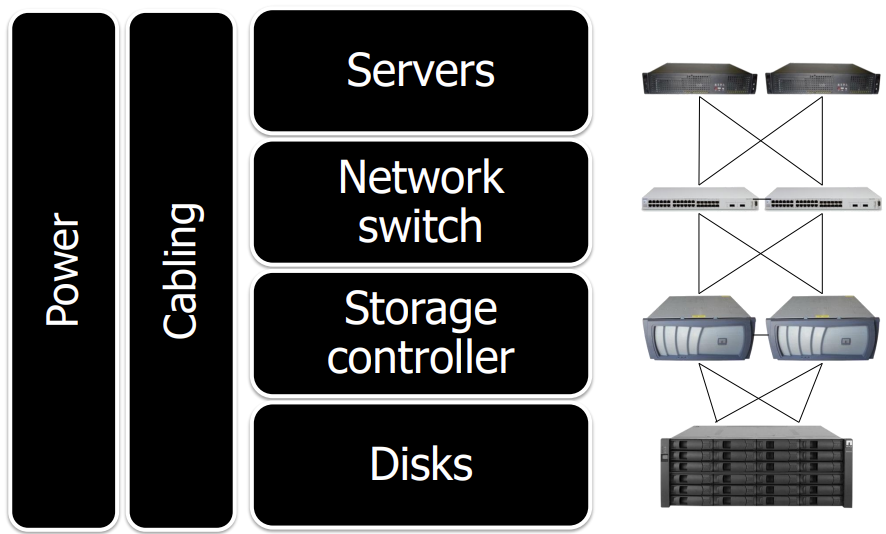 Power
Cabling
Servers
Network
switch
Storage
controller
Disks